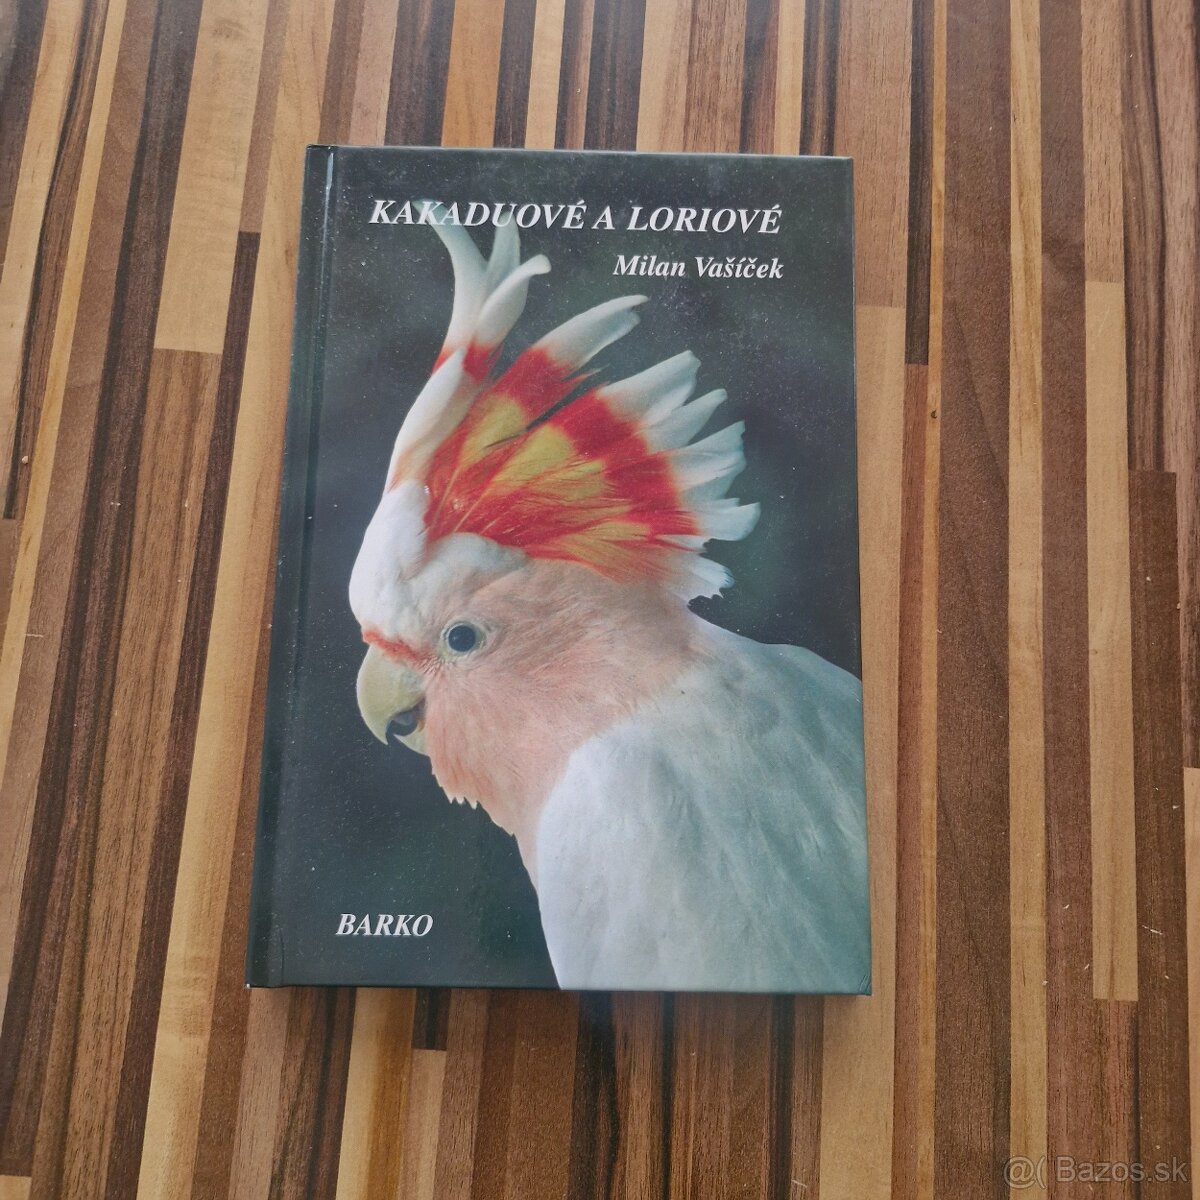 KAKADUOVÉ A LORIOVÉ
Milan Vašíček
BARKO
@( Bazos.sk